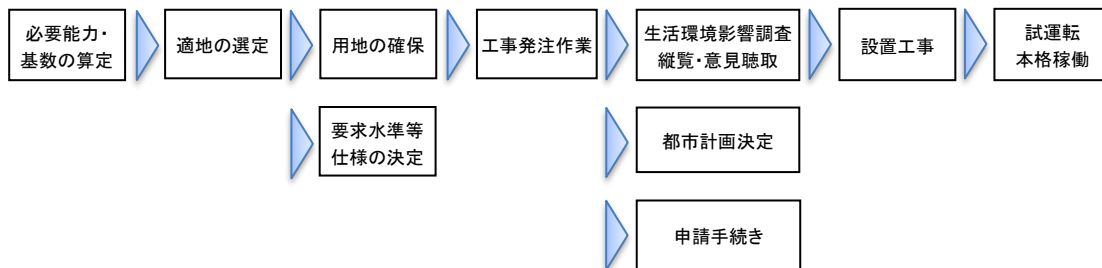 必要能力・
基数の算定
適地の選定
用地の確保
工事発注作業
生活環境影響調査
縦覧・意見聴取
設置工事
試運転
本格稼働
要求水準等
仕様の決定
都市計画決定
申請手続き